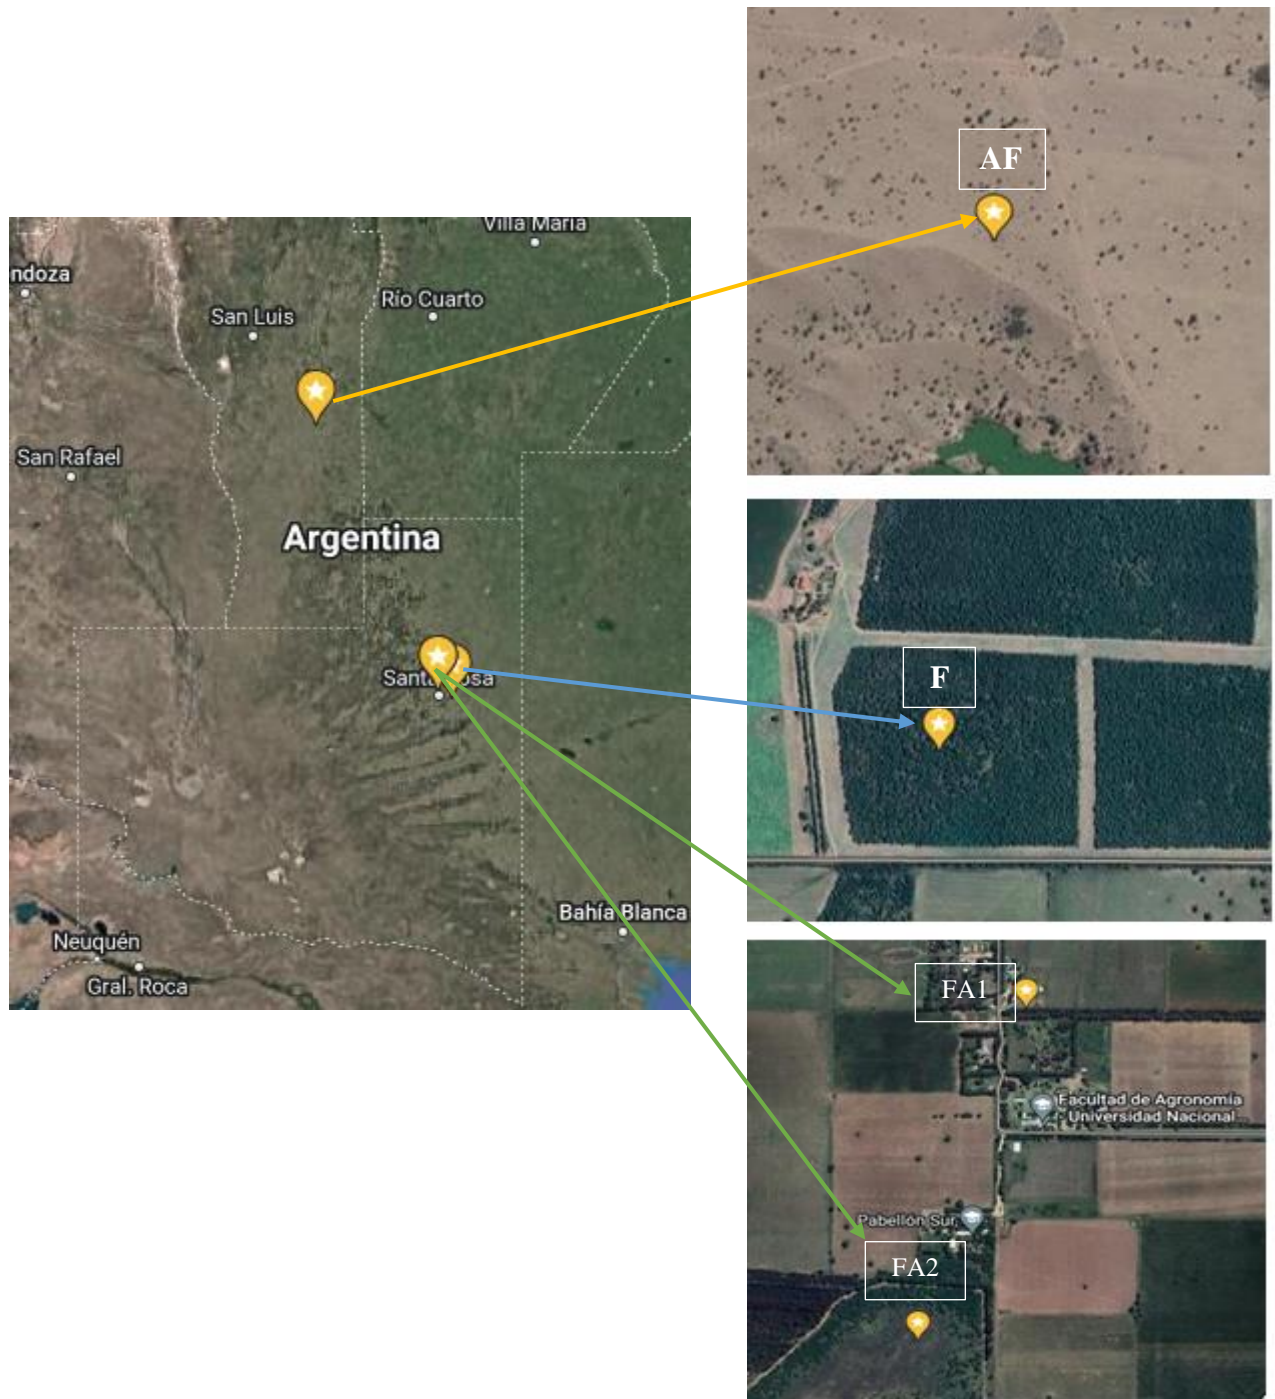 Villa María
ndoza
Río Cuarto
San Luis
San Rafael
Argentina
Santa Rosa
Bahía Blanca
Neuquén
Gral. Roca
AF
F
FA1
Facultad de Agronomía
Universidad Nacional...
Pabellón Sur
FA2